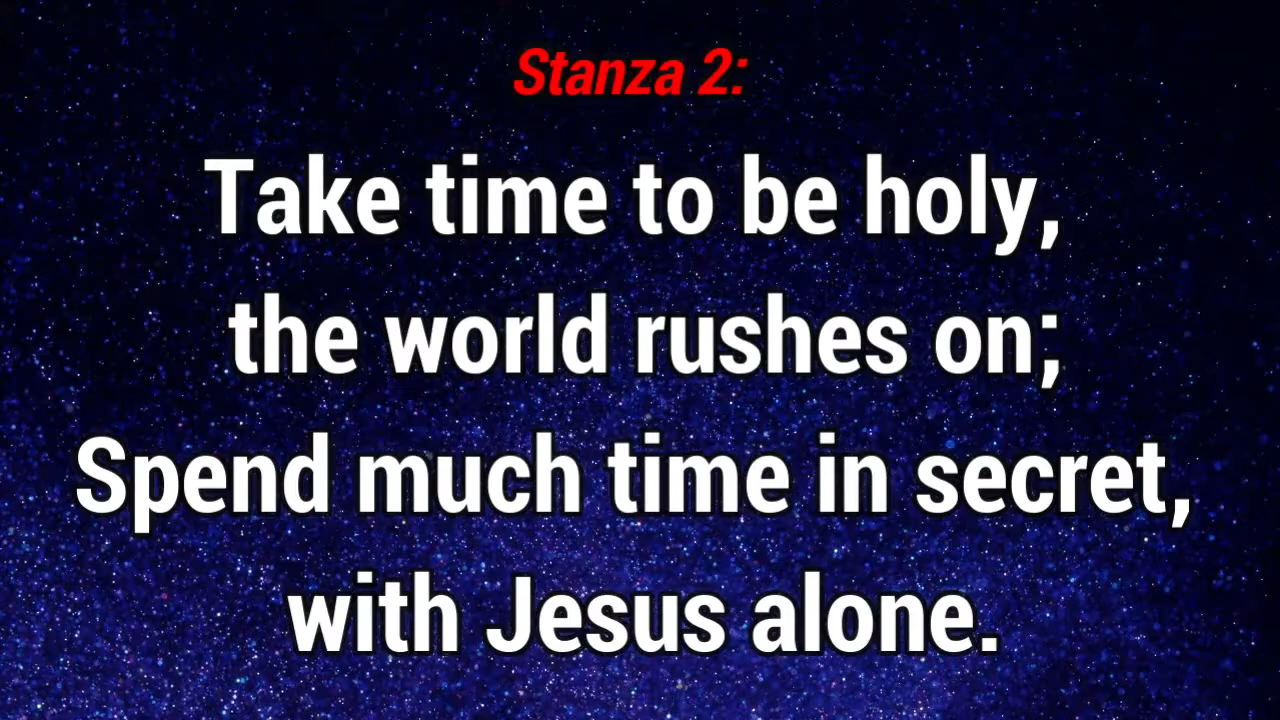 Stanza 2:
Take time to be holy,
the world rushes on;
Spend much time in secret,
with Jesus alone.